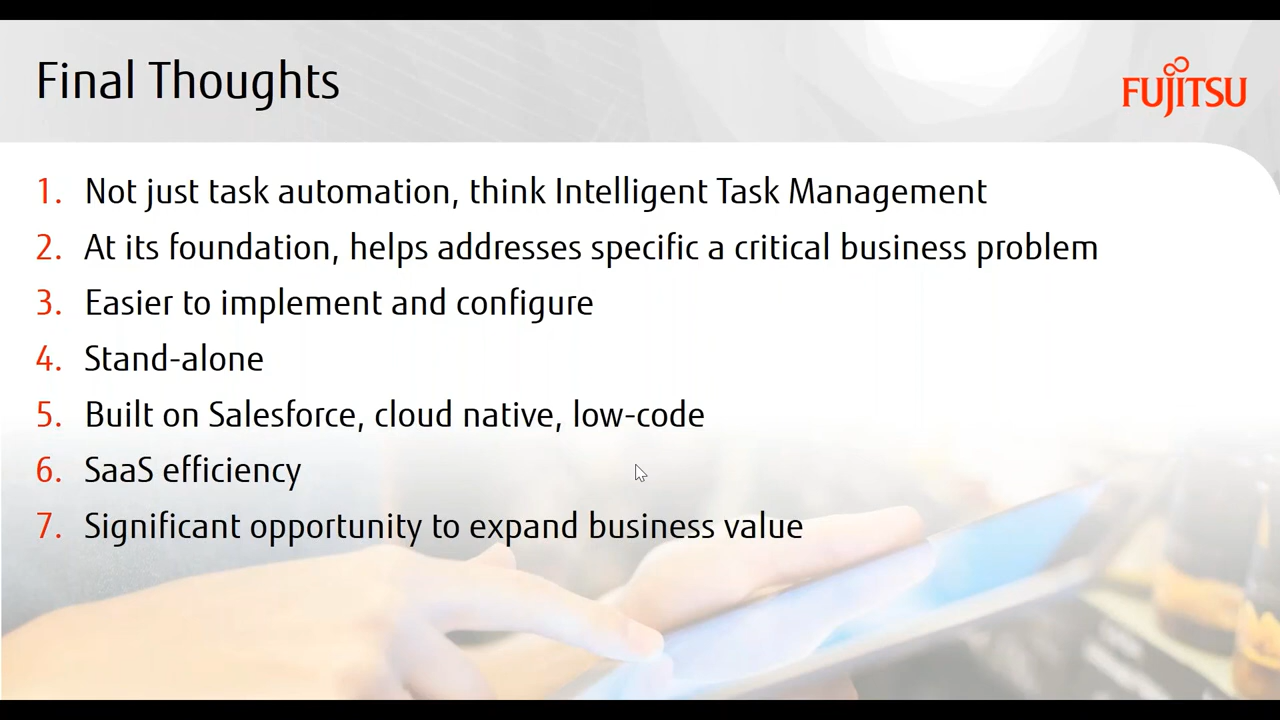 Final Thoughts
FUJITSU
1. Not just task automation, think Intelligent Task Management
2. At its foundation, helps addresses specific a critical business problem
3. Easier to implement and configure
4. Stand-alone
5. Built on Salesforce, cloud native, low-code
6. SaaS efficiency
7. Significant opportunity to expand business value